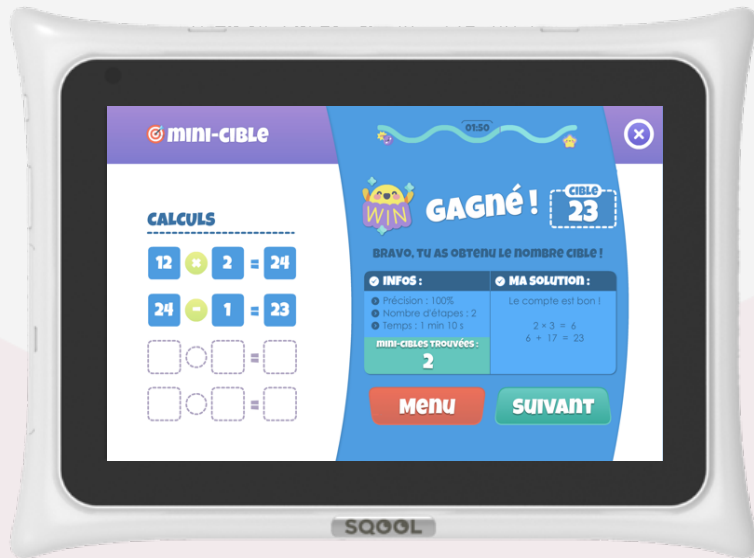 MINI-CIBLE
01:50
CALCULS
12 × 2 = 24
24 - 1 = 23
=
=
WIN
GAGNÉ !
CIBLE
23
BRAVO, TU AS OBTENU LE NOMBRE CIBLE !
INFOS :
Précision : 100%
Nombre d'étapes : 2
Temps : 1 min 10 s
MINI-CIBLES TROUVÉES :
2
MA SOLUTION :
Le compte est bon !
2 × 3 = 6
6 + 17 = 23
MENU
SUIVANT
SQOOL